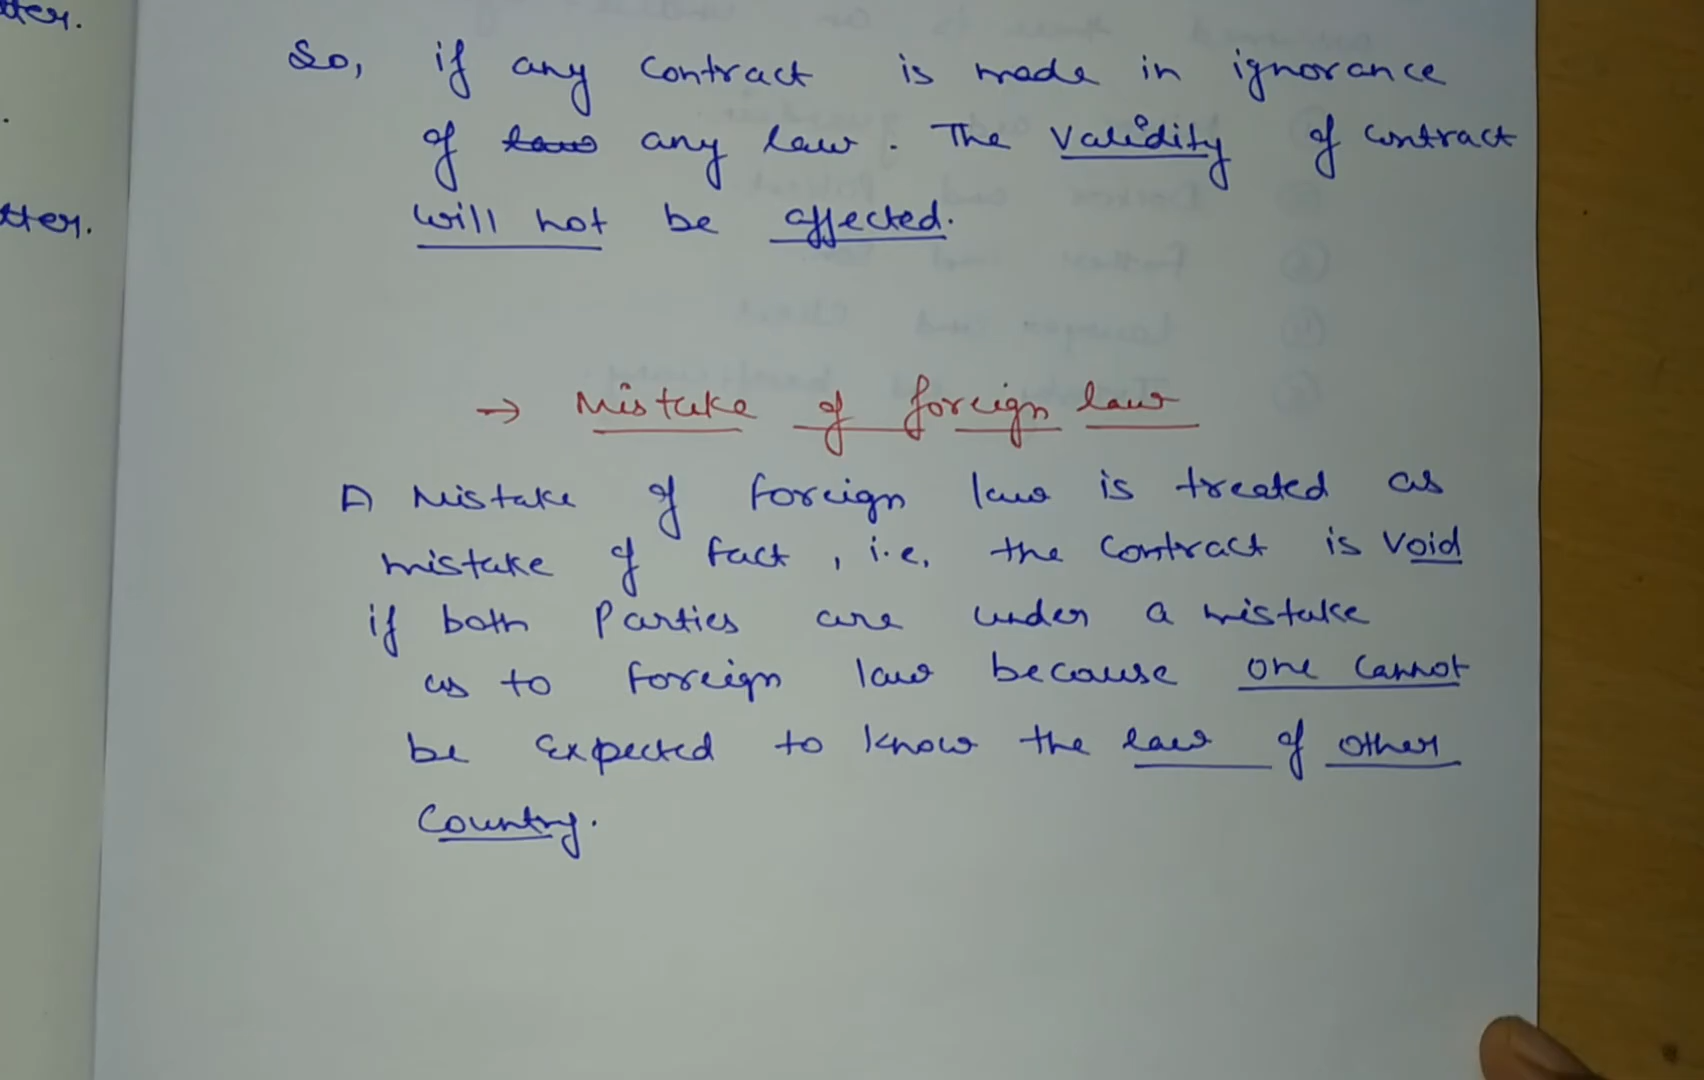 tter.
So, if any Contract is made in ignorance
of law any law. The validity of contract
will not be affected.
tter.
→ Mistake of foreign law
A Mistake of foreign law is treated as
mistake of fact, i.e, the contract is void
if both Parties are under a mistake
as to foreign law because one cannot
be expected to know the law of other
Country.